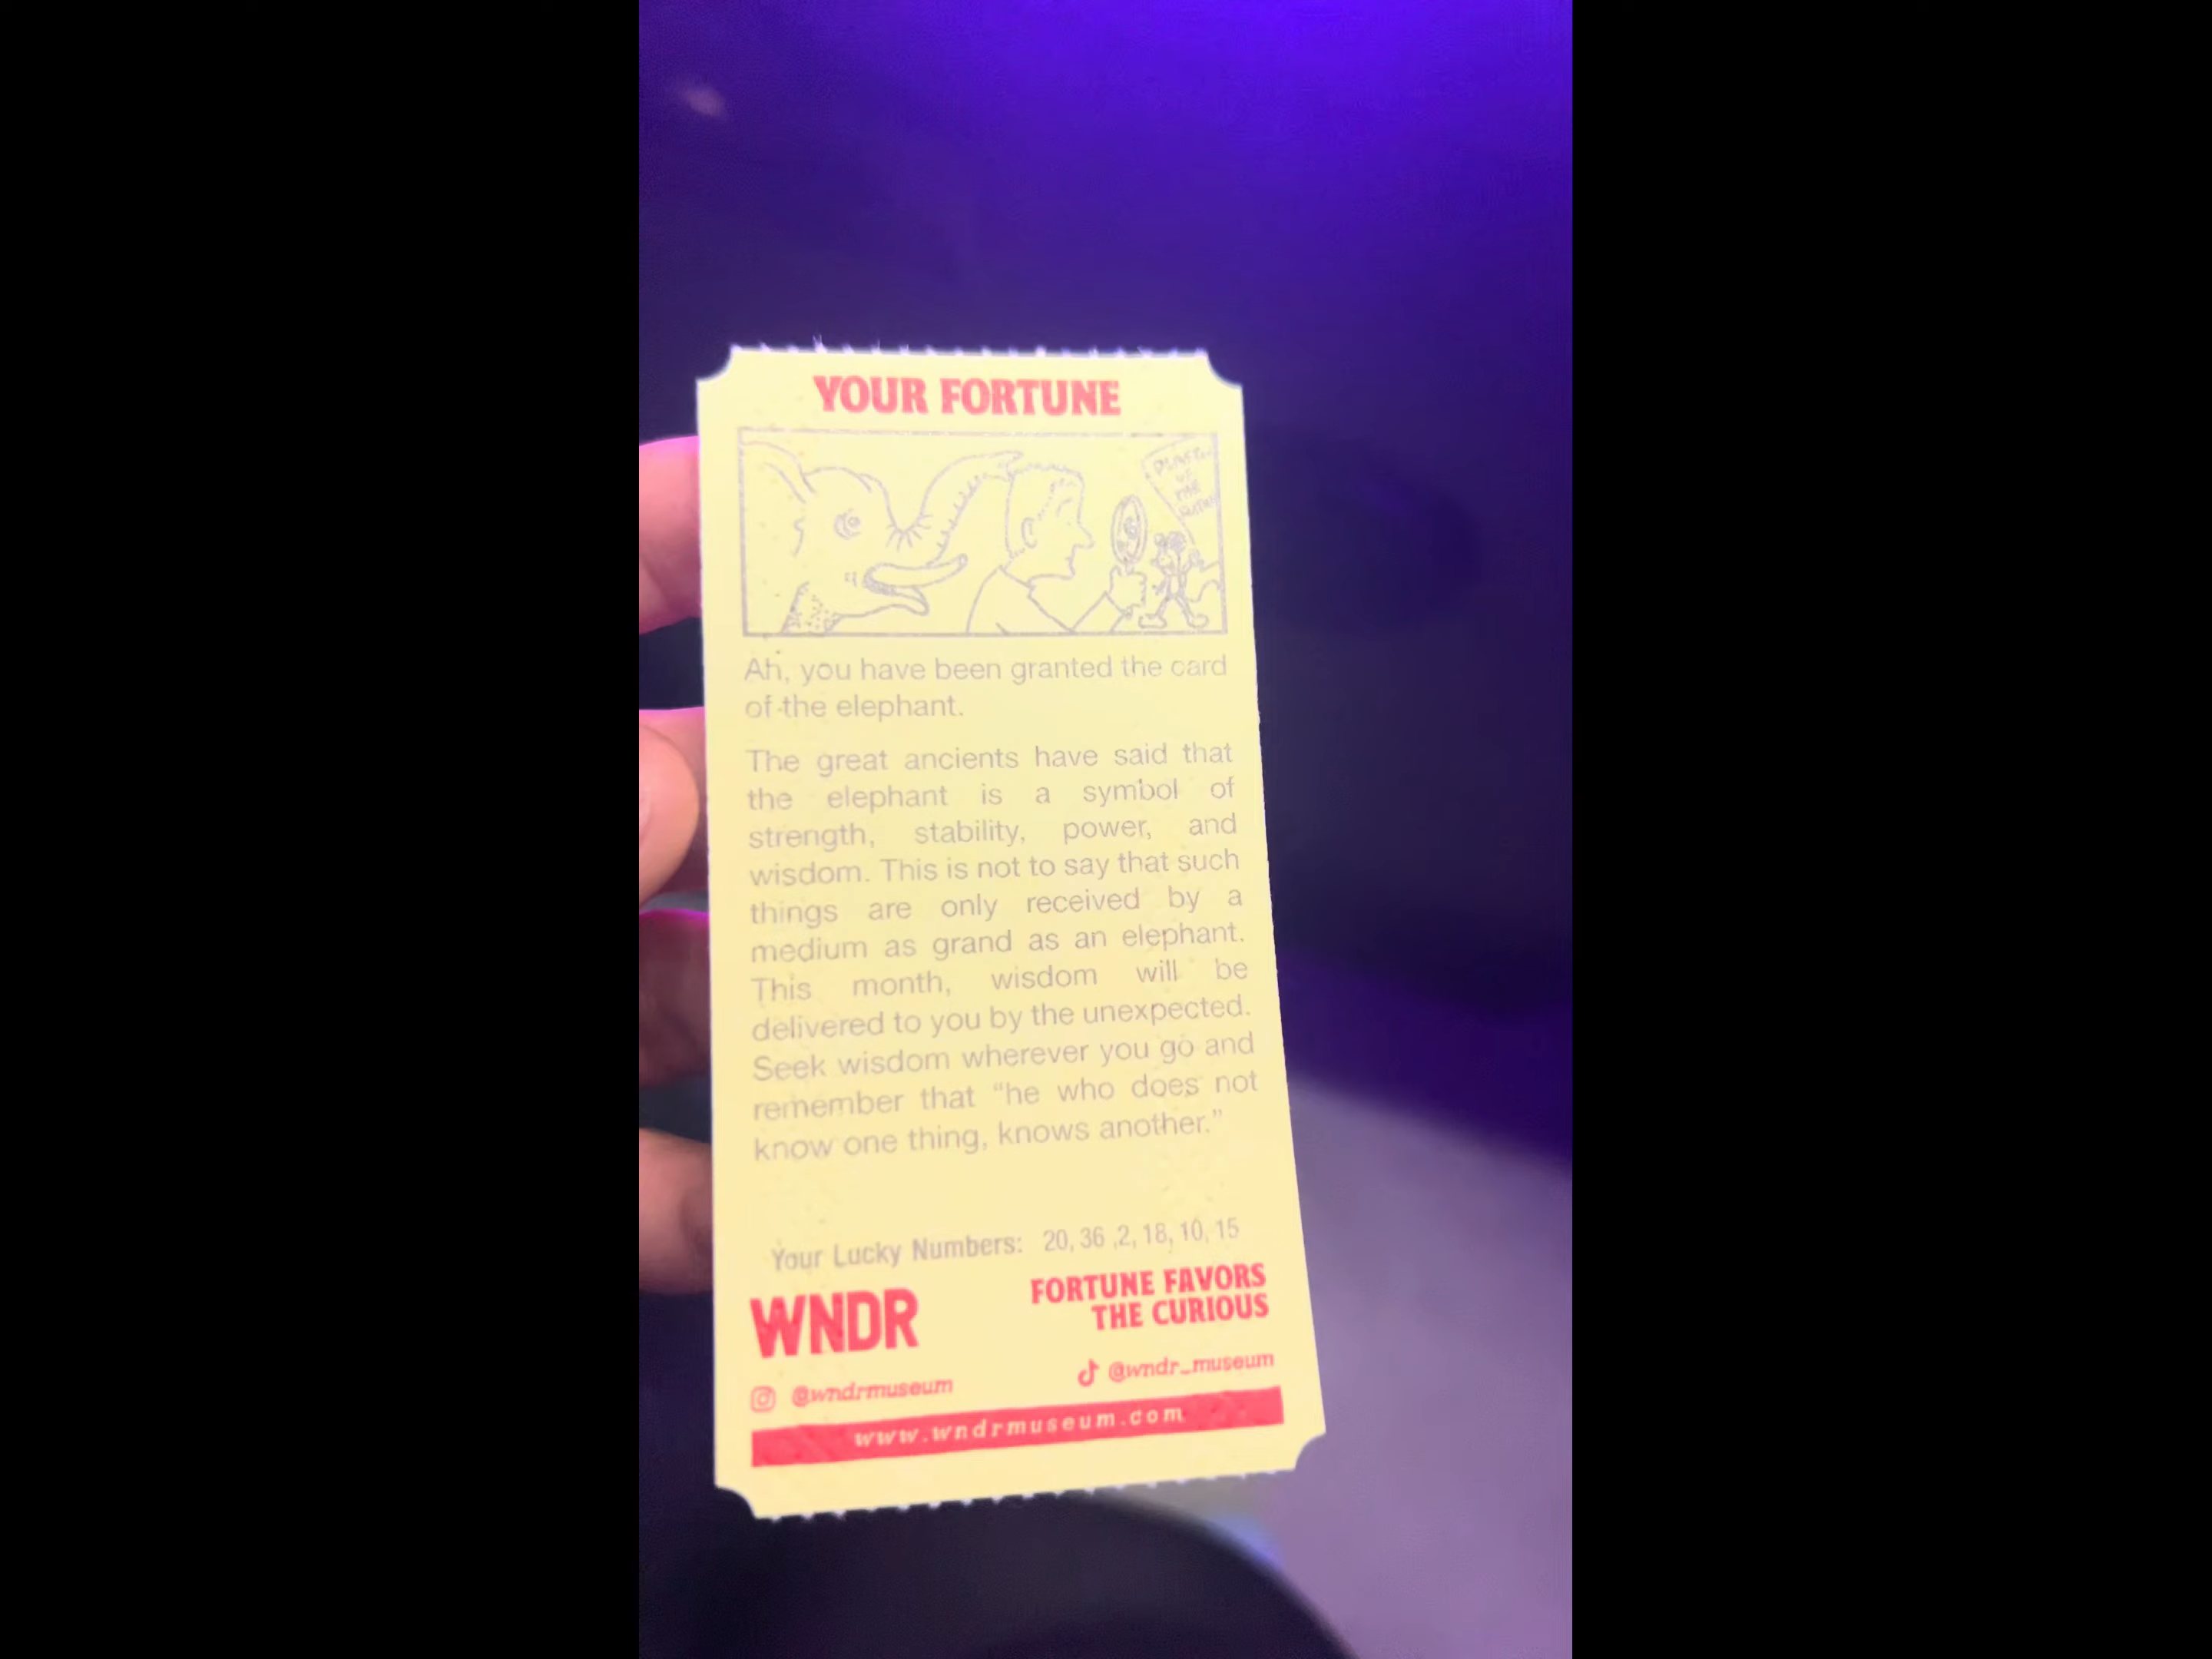 YOUR FORTUNE
Ah, you have been granted the card
of the elephant.
The great ancients have said that
the elephant is a symbol of
strength, stability, power, and
wisdom. This is not to say that such
things are only received by a
medium as grand as an elephant.
This month, wisdom will be
delivered to you by the unexpected.
Seek wisdom wherever you go and
remember that "he who does not
know one thing, knows another."
Your Lucky Numbers: 20, 36 ,2, 18, 10, 15
WNDR
FORTUNE FAVORS
THE CURIOUS
@wndrmuseum
@wndr_museum
www.wndrmuseum.com